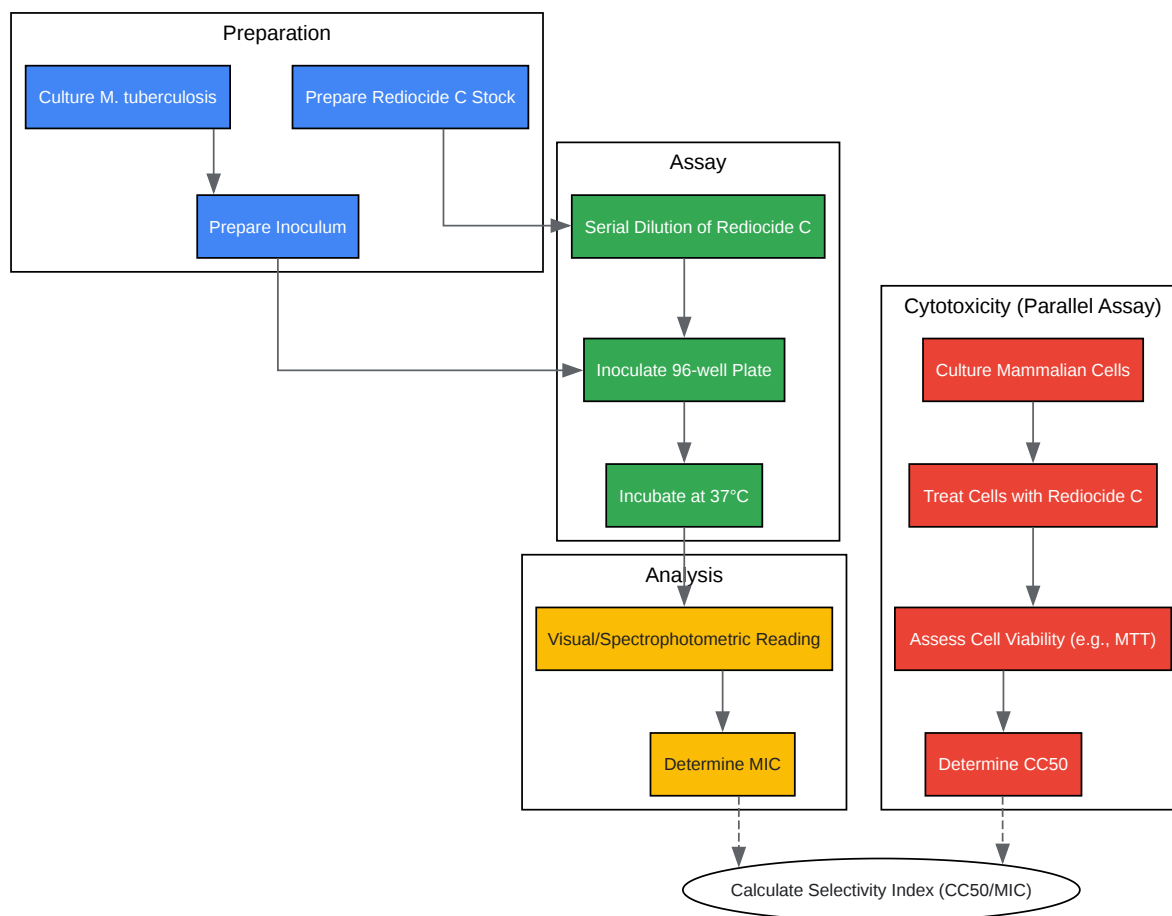 Preparation
Culture M. tuberculosis
Prepare Rediocide C Stock
Prepare Inoculum
Assay
Serial Dilution of Rediocide C
Inoculate 96-well Plate
Incubate at 37°C
Analysis
Visual/Spectrophotometric Reading
Determine MIC
Cytotoxicity (Parallel Assay)
Culture Mammalian Cells
Treat Cells with Rediocide C
Assess Cell Viability (e.g., MTT)
Determine CC50
Calculate Selectivity Index (CC50/MIC)